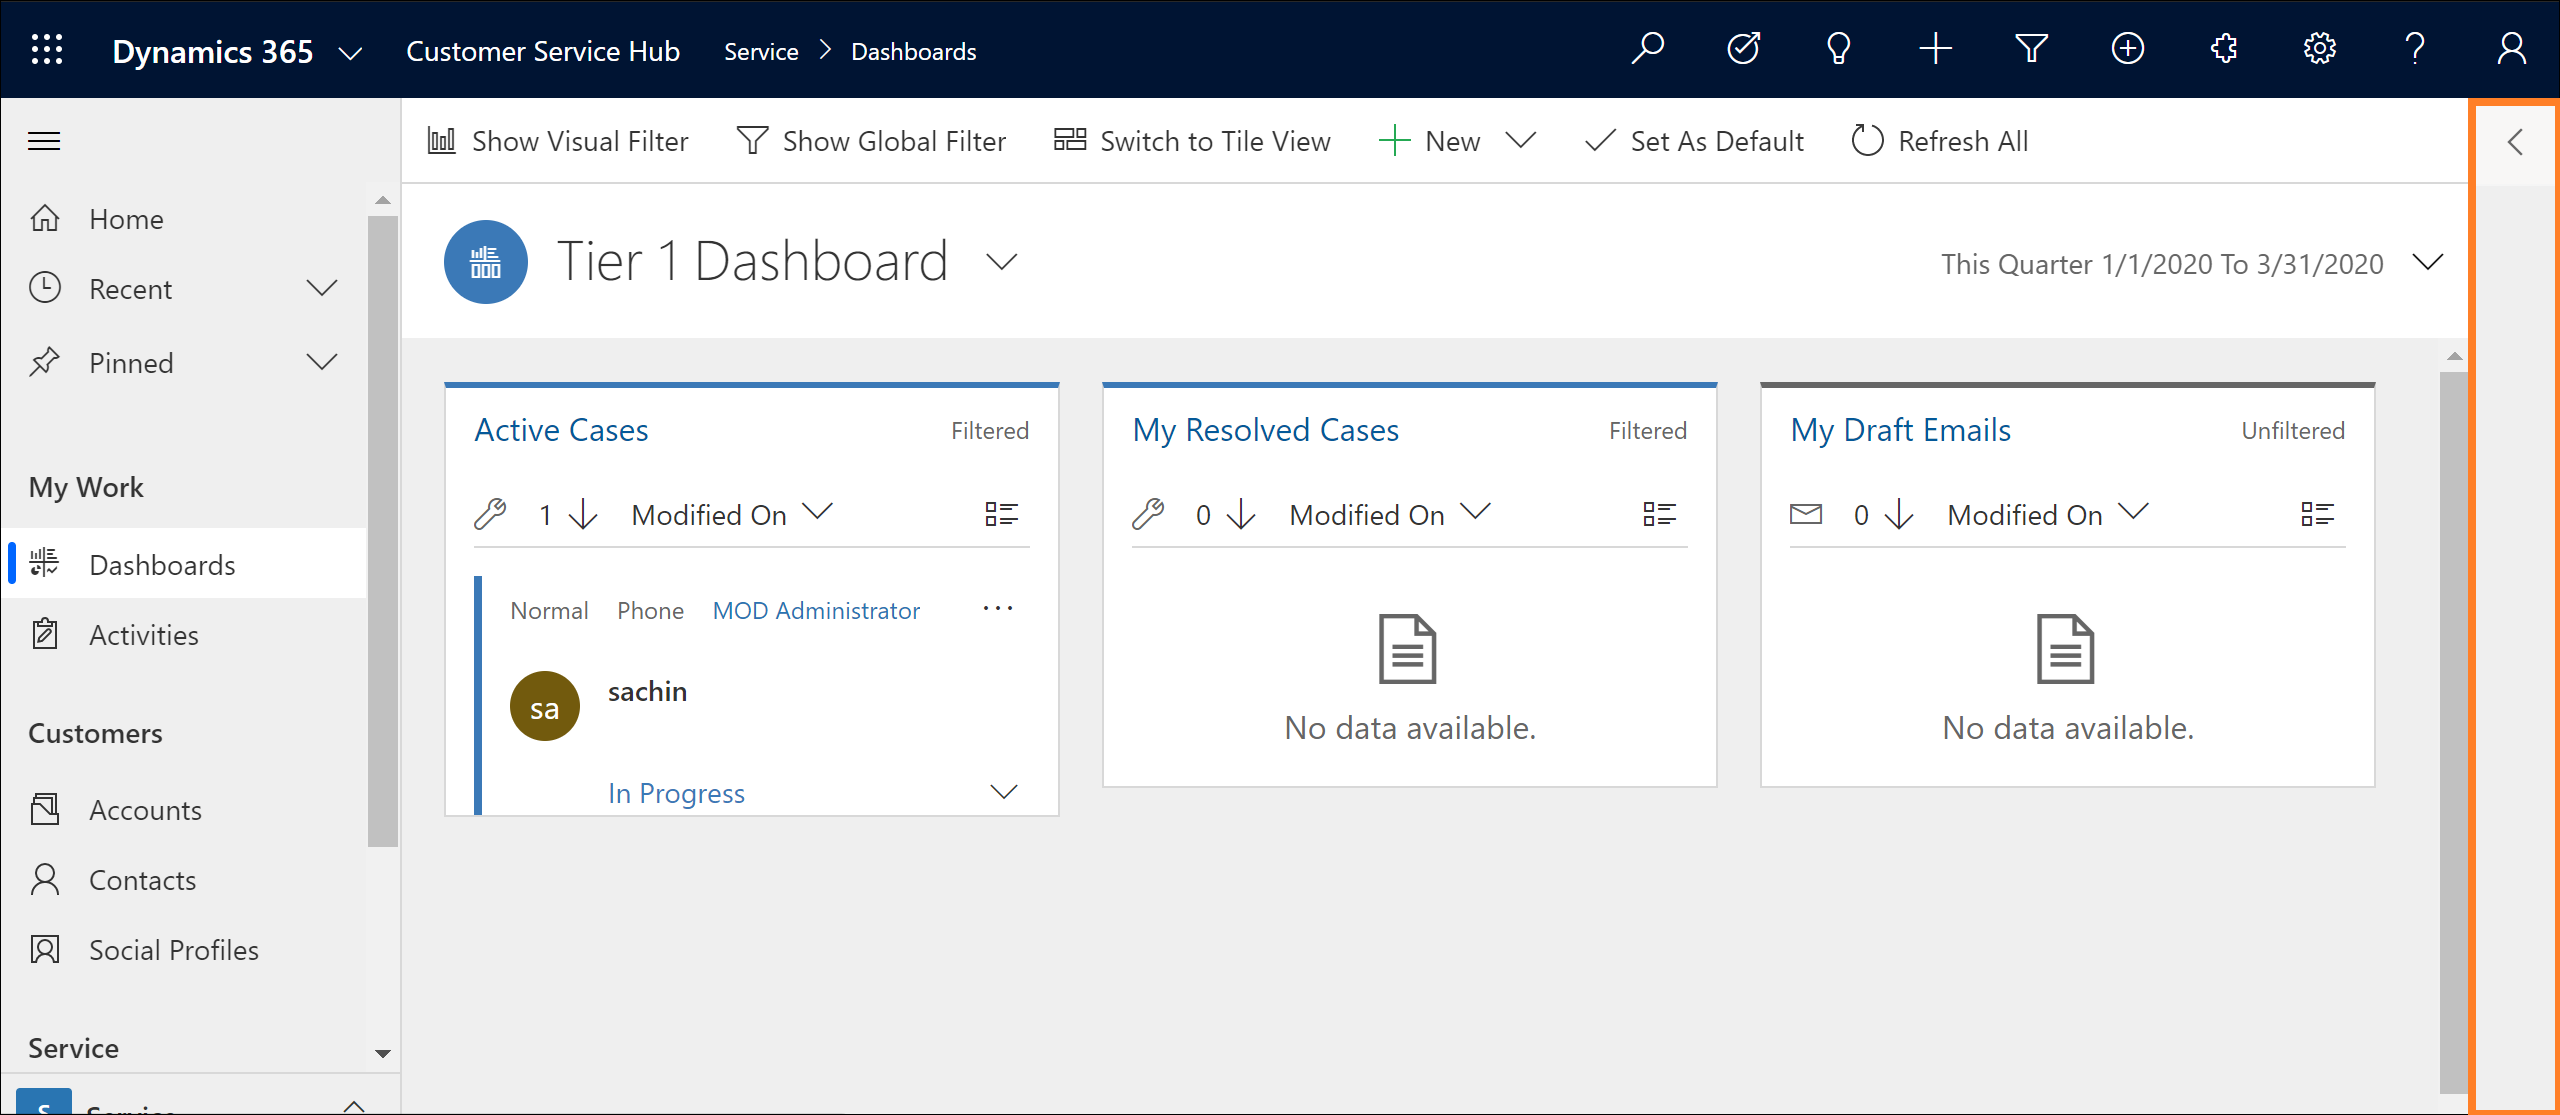 Dynamics 365 Customer Service Hub Service Dashboards
Show Visual Filter Show Global Filter Switch to Tile View New Set As Default Refresh All
Home
Recent
Pinned
My Work
Dashboards
Activities
Customers
Accounts
Contacts
Social Profiles
Service
S Service
Tier 1 Dashboard
This Quarter 1/1/2020 To 3/31/2020
Active Cases Filtered
1 Modified On
Normal Phone MOD Administrator ...
sa sachin
In Progress
My Resolved Cases Filtered
0 Modified On
No data available.
My Draft Emails Unfiltered
0 Modified On
No data available.